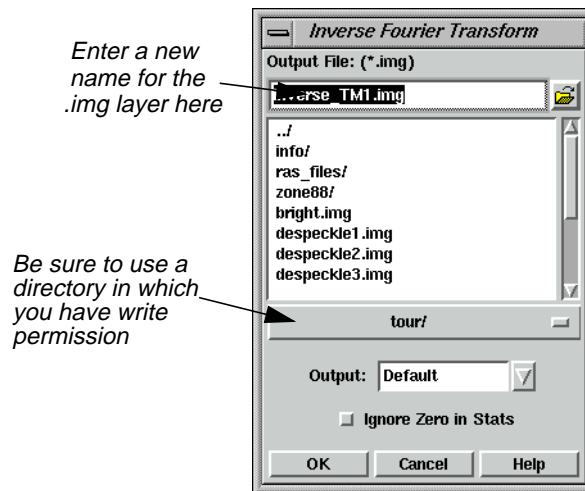 Inverse Fourier Transform
Output File: (*.img)
Enter a new
name for the
.img layer here
inverse_TM1.img
../
info/
ras_files/
zone88/
bright.img
despeckle1.img
despeckle2.img
despeckle3.img
Be sure to use a
directory in which
you have write
permission
tour/
Output: Default
Ignore Zero in Stats
OK Cancel Help